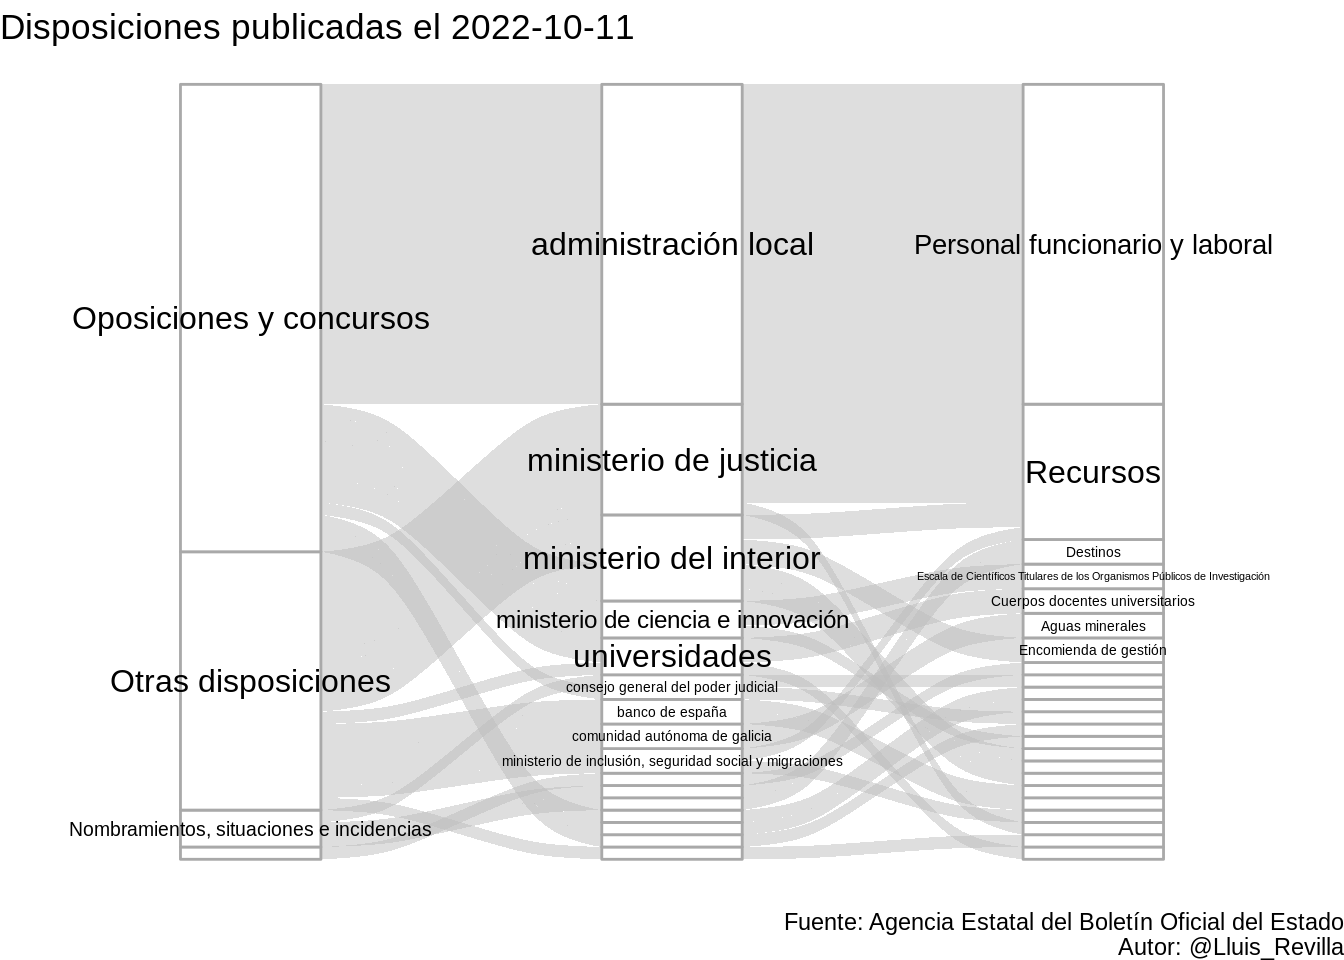 Disposiciones publicadas el 2022-10-11
Oposiciones y concursos
Otras disposiciones
Nombramientos, situaciones e incidencias
administración local
ministerio de justicia
ministerio del interior
ministerio de ciencia e innovación
universidades
consejo general del poder judicial
banco de españa
comunidad autónoma de galicia
ministerio de inclusión, seguridad social y migraciones
Personal funcionario y laboral
Recursos
Destinos
Escala de Científicos Titulares de los Organismos Públicos de Investigación
Cuerpos docentes universitarios
Aguas minerales
Encomienda de gestión
Fuente: Agencia Estatal del Boletín Oficial del Estado
Autor: @Lluis_Revilla